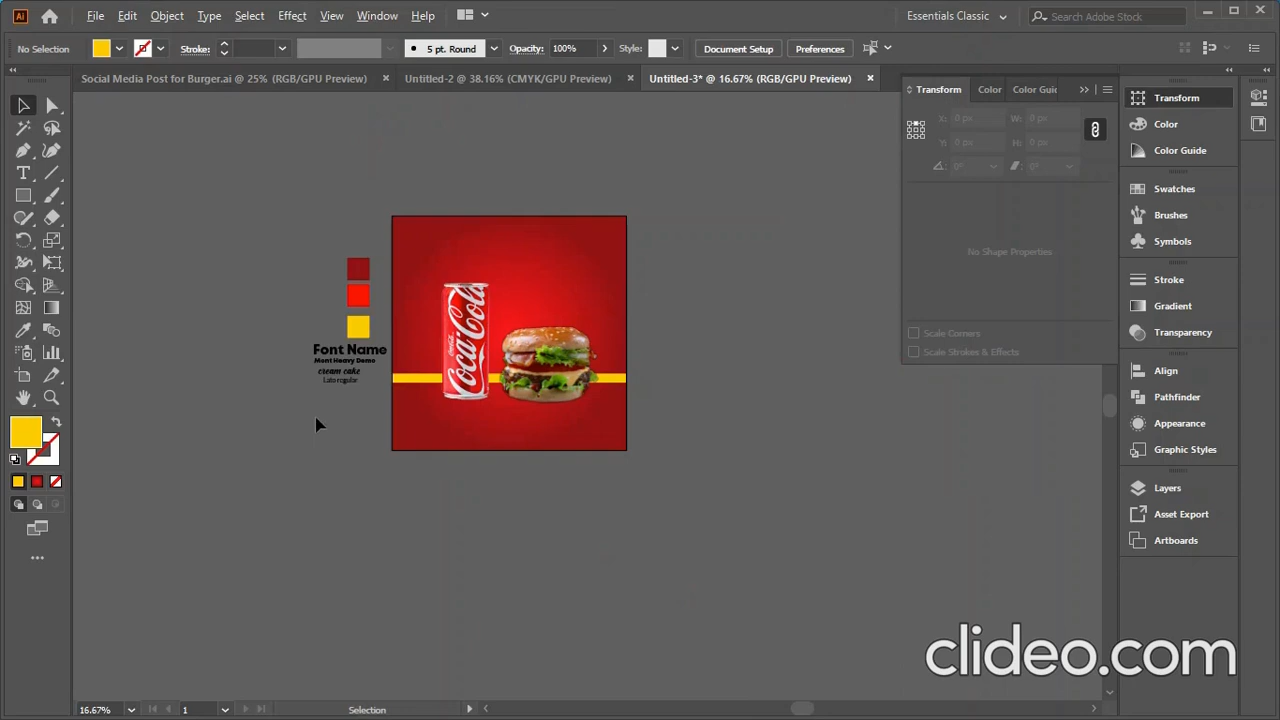 Ai File Edit Object Type Select Effect View Window Help Essentials Classic Search Adobe Stock
No Selection Stroke: 5 pt. Round Opacity: 100% Style: Document Setup Preferences
Social Media Post for Burger.ai @ 25% (RGB/GPU Preview) × Untitled-2 @ 38.16% (CMYK/GPU Preview) × Untitled-3* @ 16.67% (RGB/GPU Preview) ×
Transform Color Color Guic
X: 0 px W: 0 px
Y: 0 px H: 0 px
0° 0°
No Shape Properties
Scale Corners
Scale Strokes & Effects
Transform
Color
Color Guide
Swatches
Brushes
Symbols
Stroke
Gradient
Transparency
Align
Pathfinder
Appearance
Graphic Styles
Layers
Asset Export
Artboards
Font Name
Mont Heavy Demo
cream cake
Lato regular
Coca-Cola
clideo.com
16.67% 1 Selection